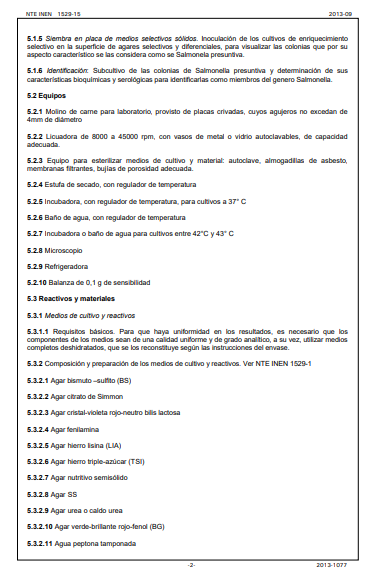 NTE INEN 1529-15 2013-09
5.1.5 Siembra en placa de medios selectivos sólidos. Inoculación de los cultivos de enriquecimiento
selectivo en la superficie de agares selectivos y diferenciales, para visualizar las colonias que por su
aspecto característico se las considera como se Salmonela presuntiva.
5.1.6 Identificación: Subcultivo de las colonias de Salmonella presuntiva y determinación de sus
características bioquímicas y serológicas para identificarlas como miembros del genero Salmonella.
5.2 Equipos
5.2.1 Molino de carne para laboratorio, provisto de placas crivadas, cuyos agujeros no excedan de
4mm de diámetro
5.2.2 Licuadora de 8000 a 45000 rpm, con vasos de metal o vidrio autoclavables, de capacidad
adecuada.
5.2.3 Equipo para esterilizar medios de cultivo y material: autoclave, almogadillas de asbesto,
membranas filtrantes, bujías de porosidad adecuada.
5.2.4 Estufa de secado, con regulador de temperatura
5.2.5 Incubadora, con regulador de temperatura, para cultivos a 37° C
5.2.6 Baño de agua, con regulador de temperatura
5.2.7 Incubadora o baño de agua para cultivos entre 42°C y 43° C
5.2.8 Microscopio
5.2.9 Refrigeradora
5.2.10 Balanza de 0,1 g de sensibilidad
5.3 Reactivos y materiales
5.3.1 Medios de cultivo y reactivos
5.3.1.1 Requisitos básicos. Para que haya uniformidad en los resultados, es necesario que los
componentes de los medios sean de una calidad uniforme y de grado analítico, a su vez, utilizar medios
completos deshidratados, que se los reconstituye según las instrucciones del envase.
5.3.2 Composición y preparación de los medios de cultivo y reactivos. Ver NTE INEN 1529-1
5.3.2.1 Agar bismuto –sulfito (BS)
5.3.2.2 Agar citrato de Simmon
5.3.2.3 Agar cristal-violeta rojo-neutro bilis lactosa
5.3.2.4 Agar fenilamina
5.3.2.5 Agar hierro lisina (LIA)
5.3.2.6 Agar hierro triple-azúcar (TSI)
5.3.2.7 Agar nutritivo semisólido
5.3.2.8 Agar SS
5.3.2.9 Agar urea o caldo urea
5.3.2.10 Agar verde-brillante rojo-fenol (BG)
5.3.2.11 Agua peptona tamponada
-2- 2013-1077